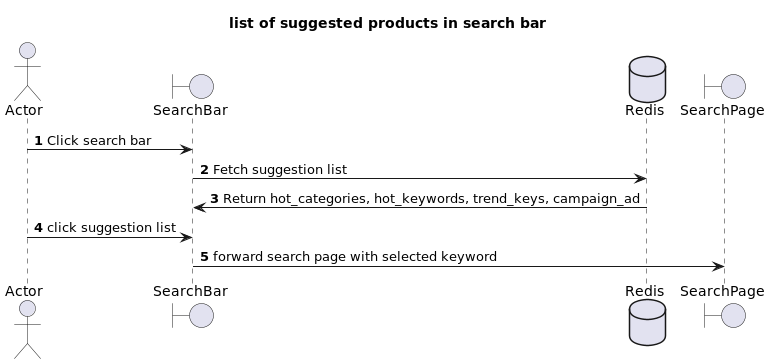 list of suggested products in search bar
Actor SearchBar Redis SearchPage
1 Click search bar
2 Fetch suggestion list
3 Return hot_categories, hot_keywords, trend_keys, campaign_ad
4 click suggestion list
5 forward search page with selected keyword
Actor SearchBar Redis SearchPage